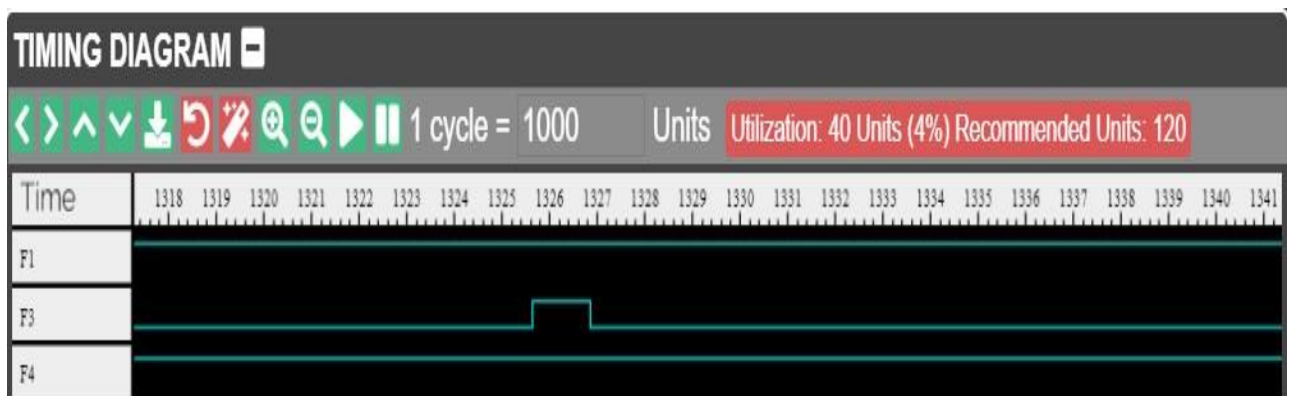 TIMING DIAGRAM
1 cycle = 1000 Units Utilization: 40 Units (4%) Recommended Units: 120
Time 1318 1319 1320 1321 1322 1323 1324 1325 1326 1327 1328 1329 1330 1331 1332 1333 1334 1335 1336 1337 1338 1339 1340 1341
F1
F3
F4